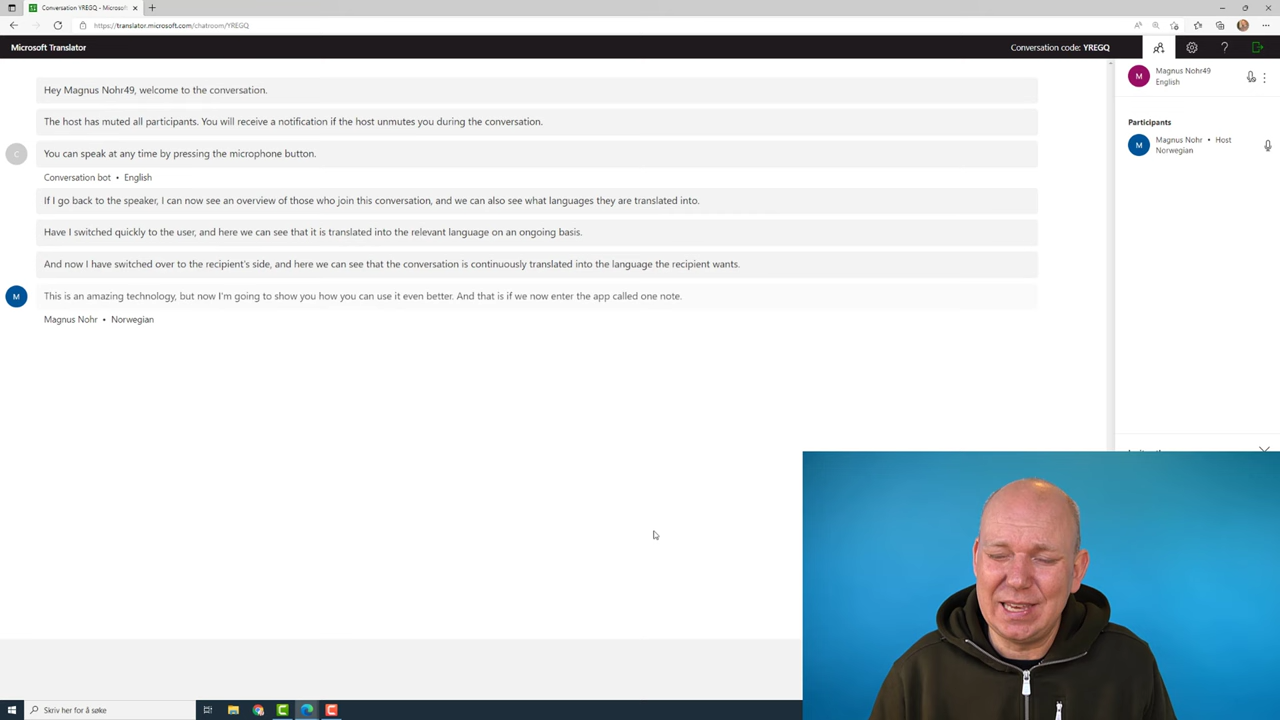 Conversation YREGQ - Microsof
https://translator.microsoft.com/chatroom/YREGQ
Microsoft Translator
Conversation code: YREGQ
Hey Magnus Nohr49, welcome to the conversation.
The host has muted all participants. You will receive a notification if the host unmutes you during the conversation.
C
You can speak at any time by pressing the microphone button.
Conversation bot • English
If I go back to the speaker, I can now see an overview of those who join this conversation, and we can also see what languages they are translated into.
Have I switched quickly to the user, and here we can see that it is translated into the relevant language on an ongoing basis.
And now I have switched over to the recipient's side, and here we can see that the conversation is continuously translated into the language the recipient wants.
M
This is an amazing technology, but now I'm going to show you how you can use it even better. And that is if we now enter the app called one note.
Magnus Nohr • Norwegian
M
Magnus Nohr49
English
Participants
M
Magnus Nohr • Host
Norwegian
Skriv her for å søke